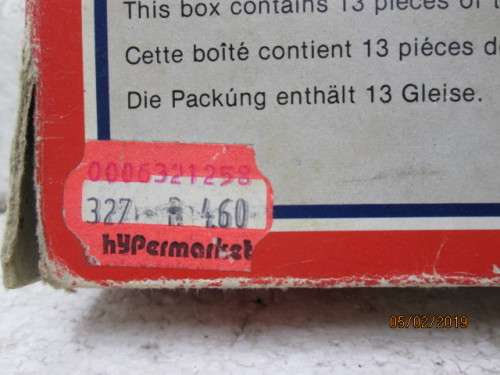 This box contains 13 pieces of t
Cette boîté contient 13 piéces d
Die Packúng enthält 13 Gleise.
0006321258
327 - A 460
hyPermarket
05/02/2019